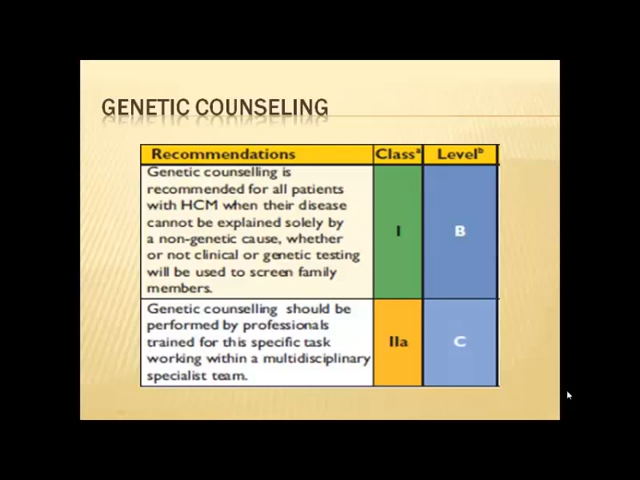 GENETIC COUNSELING
Recommendations Classᵃ Levelᵇ
Genetic counselling is
recommended for all patients
with HCM when their disease
cannot be explained solely by
a non-genetic cause, whether
or not clinical or genetic testing
will be used to screen family
members.
I B
Genetic counselling should be
performed by professionals
trained for this specific task
working within a multidisciplinary
specialist team.
IIa C